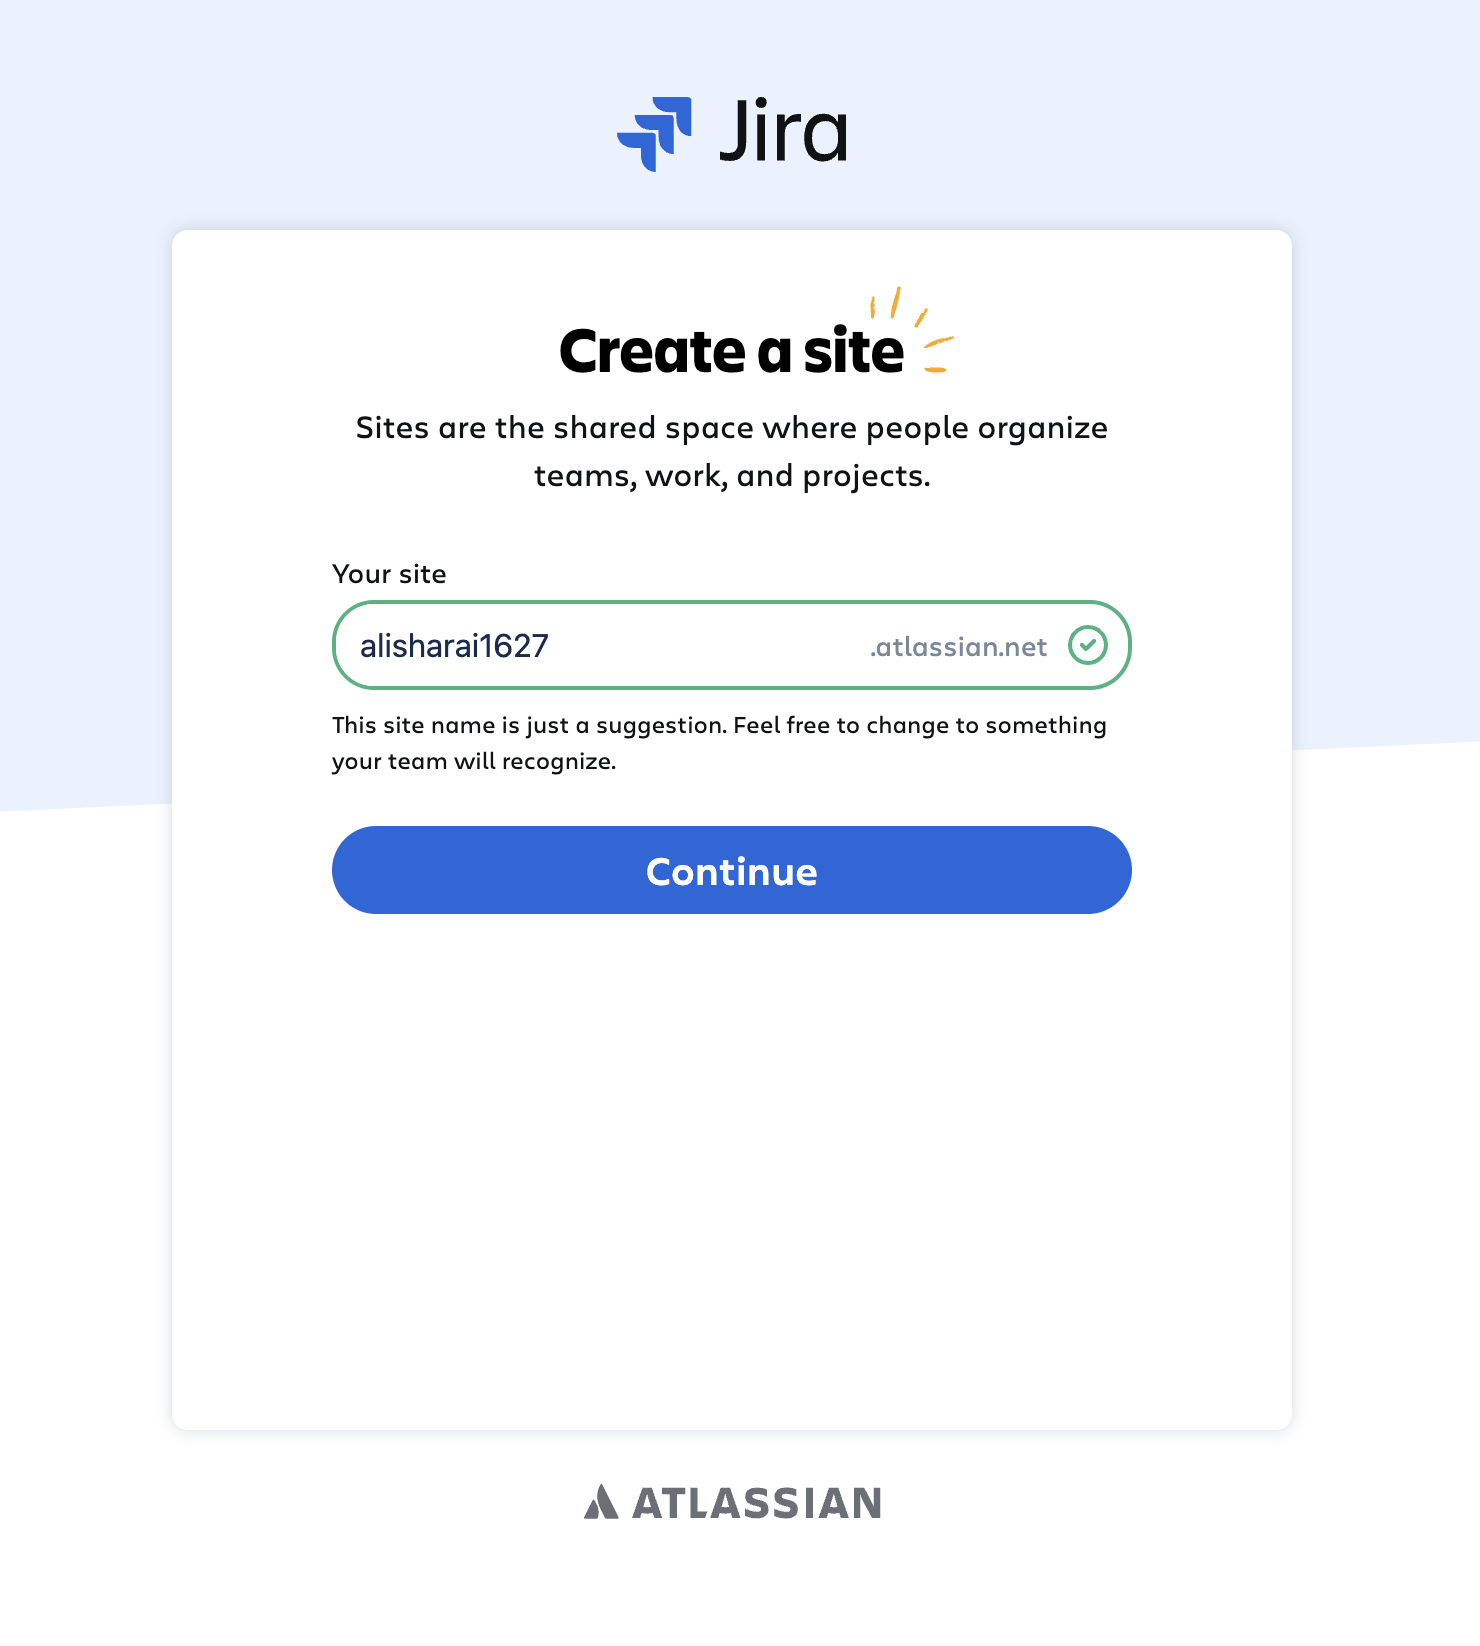 Jira
Create a site
Sites are the shared space where people organize
teams, work, and projects.
Your site
alisharai1627 .atlassian.net
This site name is just a suggestion. Feel free to change to something
your team will recognize.
Continue
ATLASSIAN